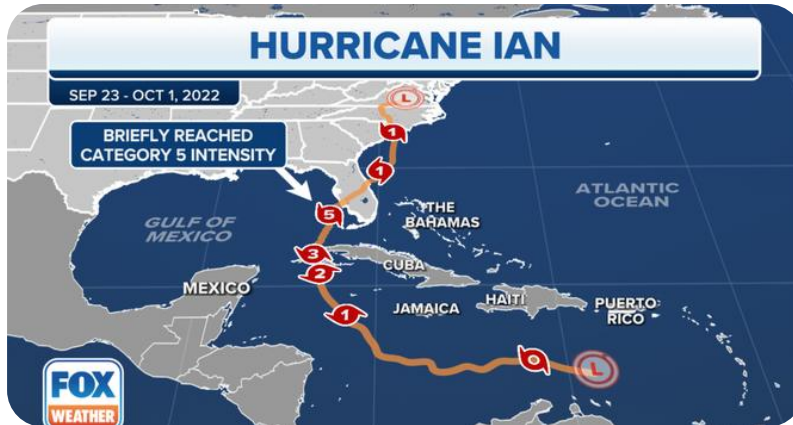 HURRICANE IAN
SEP 23 - OCT 1, 2022
BRIEFLY REACHED
CATEGORY 5 INTENSITY
L
1
1
5
3
2
1
L
GULF OF
MEXICO
ATLANTIC
OCEAN
THE
BAHAMAS
CUBA
MEXICO
JAMAICA
HAITI
PUERTO
RICO
FOX
WEATHER